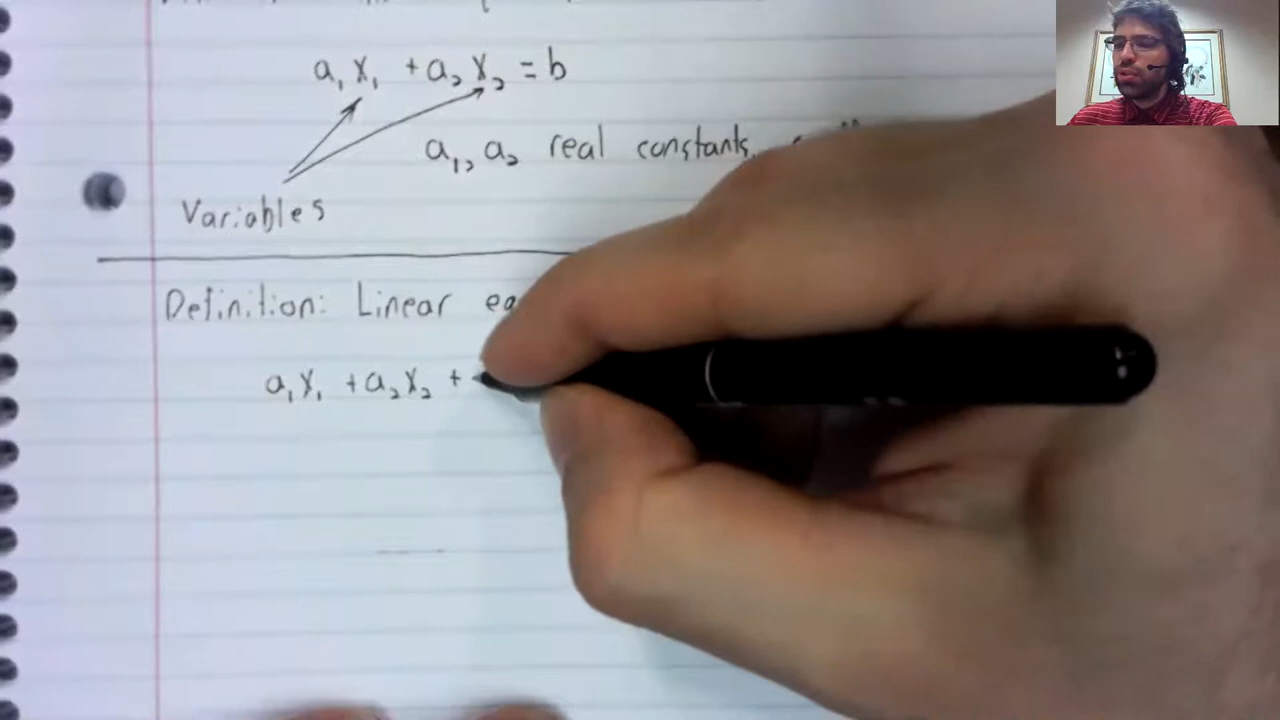 a₁x₁ + a₂x₂ = b
a₁, a₂ real constants,
Variables
Definition: Linear
a₁x₁ + a₂x₂ +